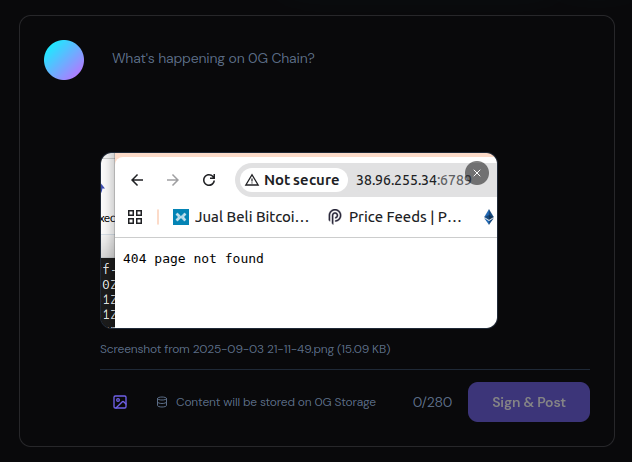 What's happening on 0G Chain?
Not secure 38.96.255.34:6789
Jual Beli Bitcoi... Price Feeds | P...
404 page not found
f-
0Z
1Z
1Z
Screenshot from 2025-09-03 21-11-49.png (15.09 KB)
Content will be stored on 0G Storage 0/280 Sign & Post